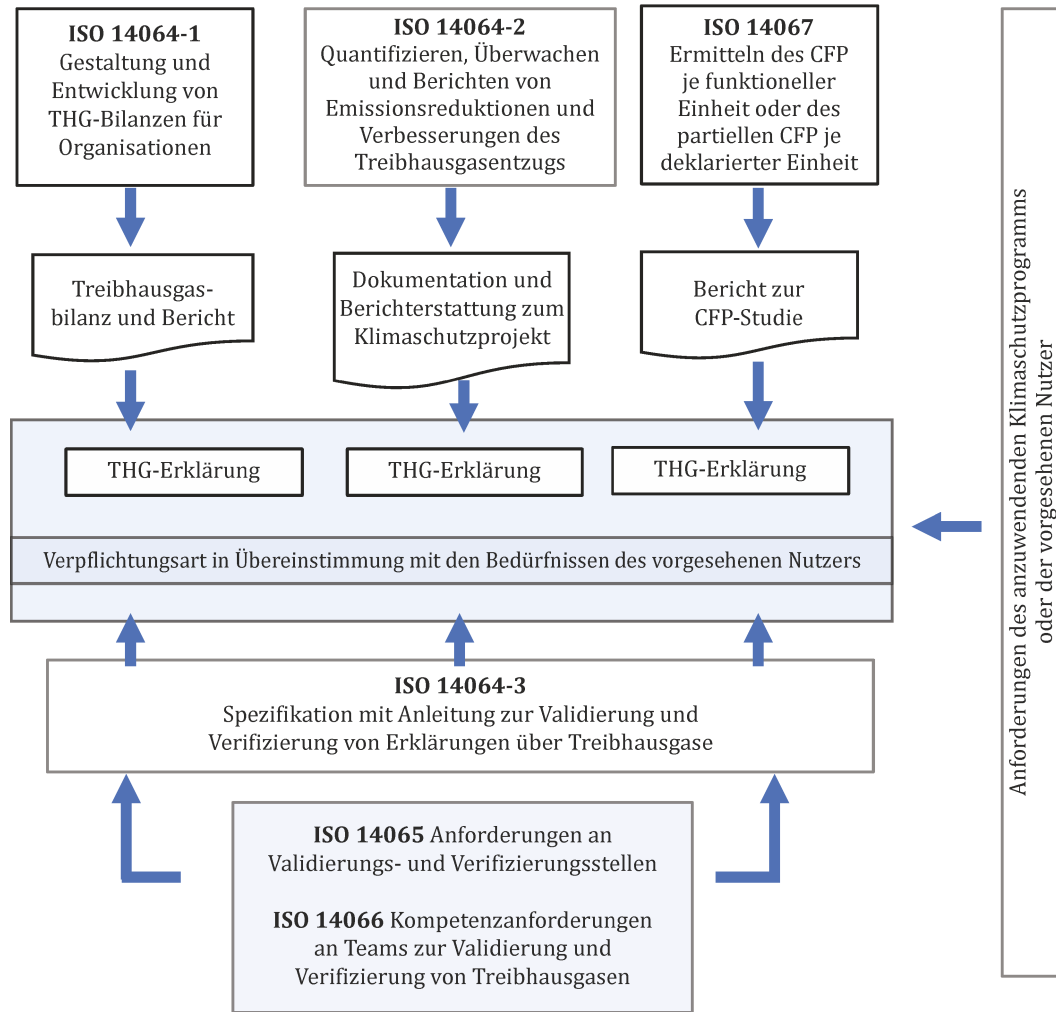 ISO 14064-1
Gestaltung und
Entwicklung von
THG-Bilanzen für
Organisationen
ISO 14064-2
Quantifizieren, Überwachen
und Berichten von
Emissionsreduktionen und
Verbesserungen des
Treibhausgasentzugs
ISO 14067
Ermitteln des CFP
je funktioneller
Einheit oder des
partiellen CFP je
deklarierter Einheit
Treibhausgas-
bilanz und Bericht
Dokumentation und
Berichterstattung zum
Klimaschutzprojekt
Bericht zur
CFP-Studie
THG-Erklärung
THG-Erklärung
THG-Erklärung
Verpflichtungsart in Übereinstimmung mit den Bedürfnissen des vorgesehenen Nutzers
ISO 14064-3
Spezifikation mit Anleitung zur Validierung und
Verifizierung von Erklärungen über Treibhausgase
ISO 14065 Anforderungen an
Validierungs- und Verifizierungsstellen
ISO 14066 Kompetenzanforderungen
an Teams zur Validierung und
Verifizierung von Treibhausgasen
Anforderungen des anzuwendenden Klimaschutzprogramms
oder der vorgesehenen Nutzer